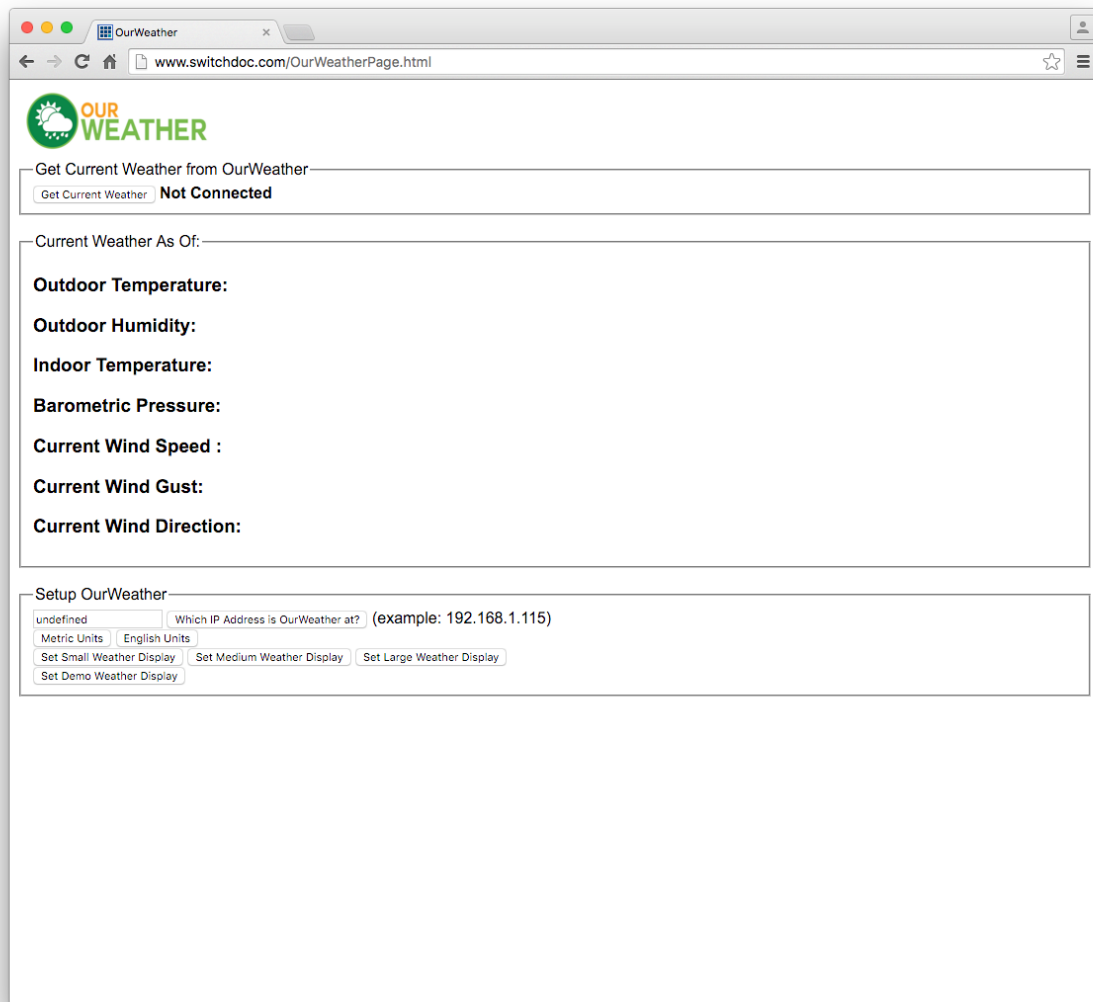 OurWeather
www.switchdoc.com/OurWeatherPage.html
OUR
WEATHER
Get Current Weather from OurWeather
Get Current Weather Not Connected
Current Weather As Of:
Outdoor Temperature:
Outdoor Humidity:
Indoor Temperature:
Barometric Pressure:
Current Wind Speed :
Current Wind Gust:
Current Wind Direction:
Setup OurWeather
undefined Which IP Address is OurWeather at? (example: 192.168.1.115)
Metric Units English Units
Set Small Weather Display Set Medium Weather Display Set Large Weather Display
Set Demo Weather Display